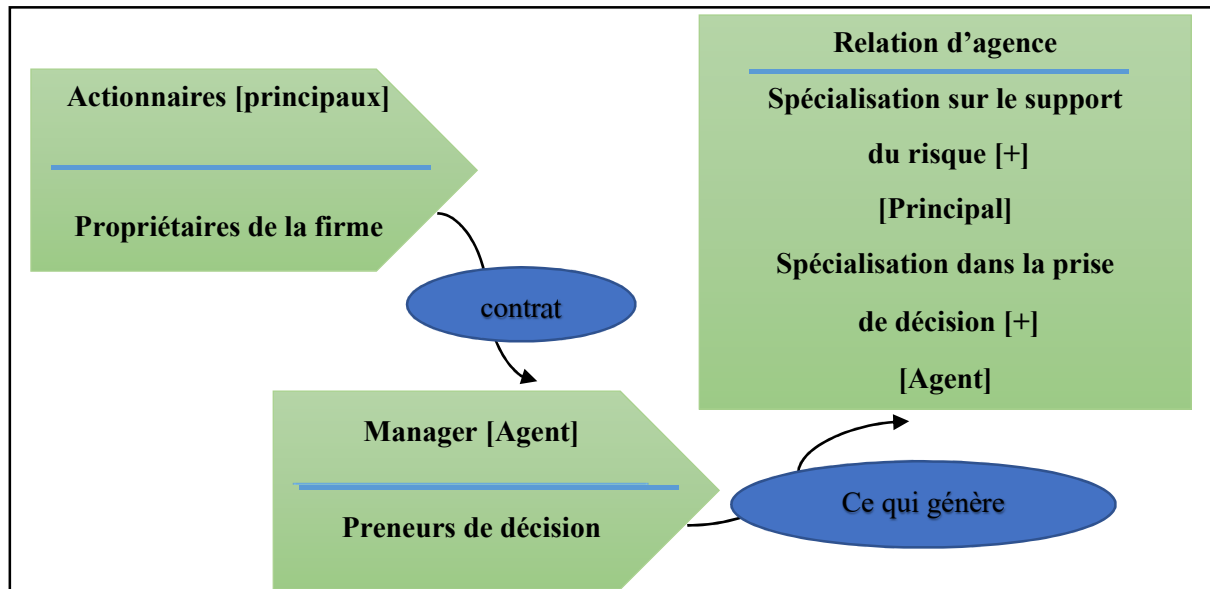 Actionnaires [principaux]
Propriétaires de la firme
contrat
Manager [Agent]
Preneurs de décision
Ce qui génère
Relation d’agence
Spécialisation sur le support
du risque [+]
[Principal]
Spécialisation dans la prise
de décision [+]
[Agent]